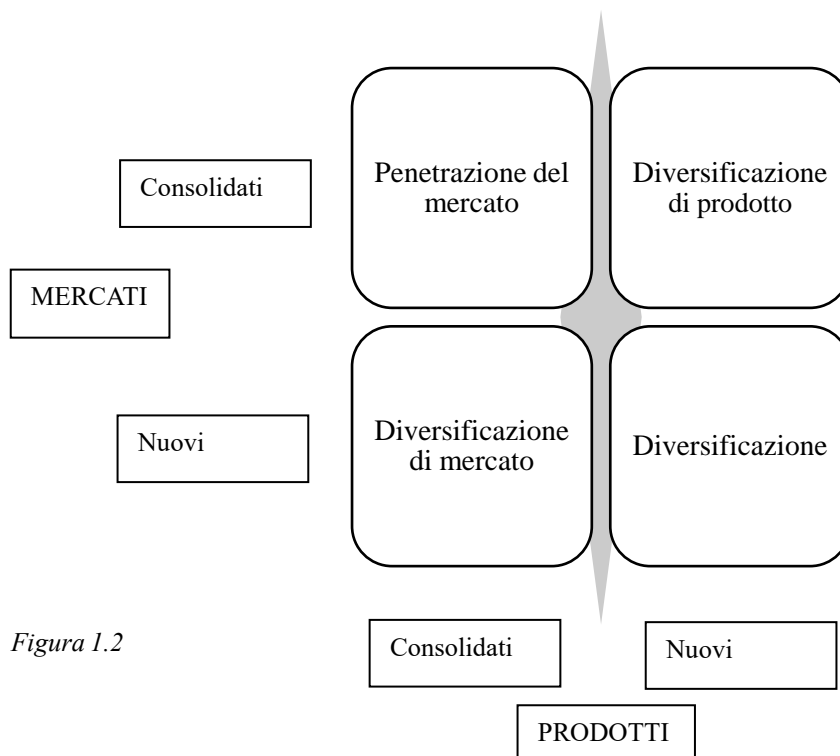 Penetrazione del
mercato
Diversificazione
di prodotto
Consolidati
MERCATI
Nuovi
Diversificazione
di mercato
Diversificazione
Figura 1.2
Consolidati
Nuovi
PRODOTTI